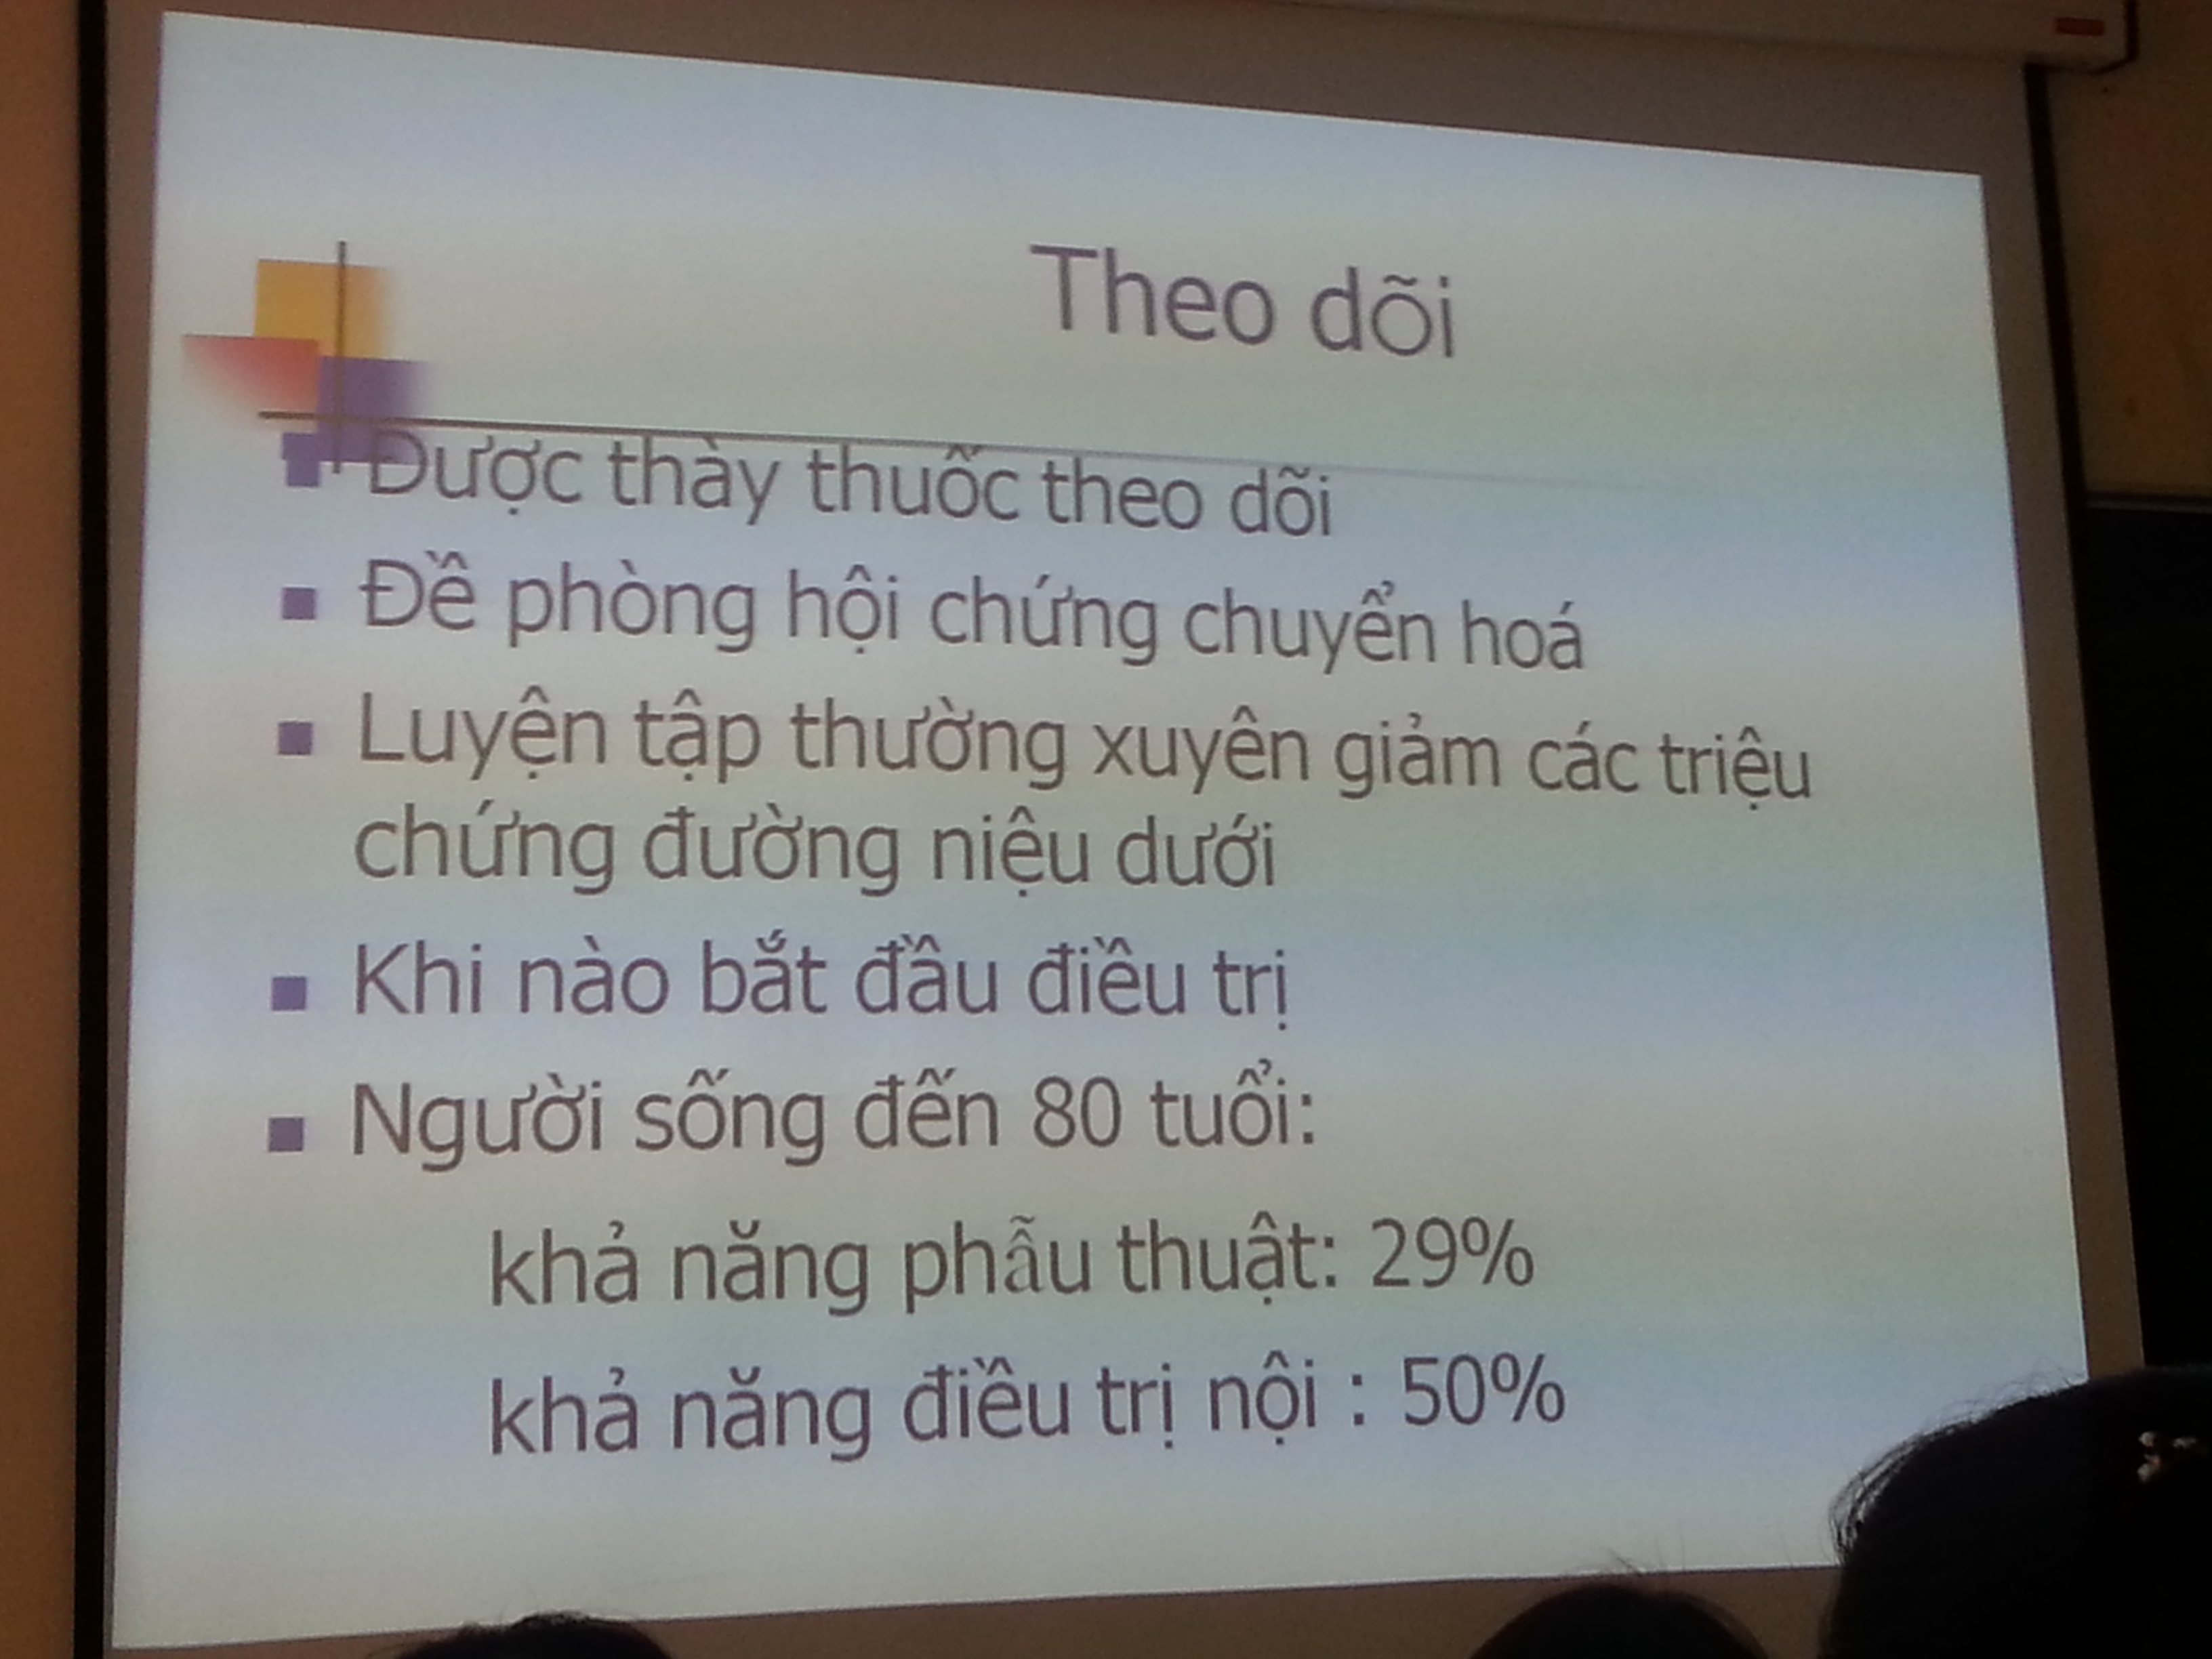 Theo dõi
Được thày thuốc theo dõi
Đề phòng hội chứng chuyển hoá
Luyện tập thường xuyên giảm các triệu
chứng đường niệu dưới
Khi nào bắt đầu điều trị
Người sống đến 80 tuổi:
khả năng phẫu thuật: 29%
khả năng điều trị nội : 50%